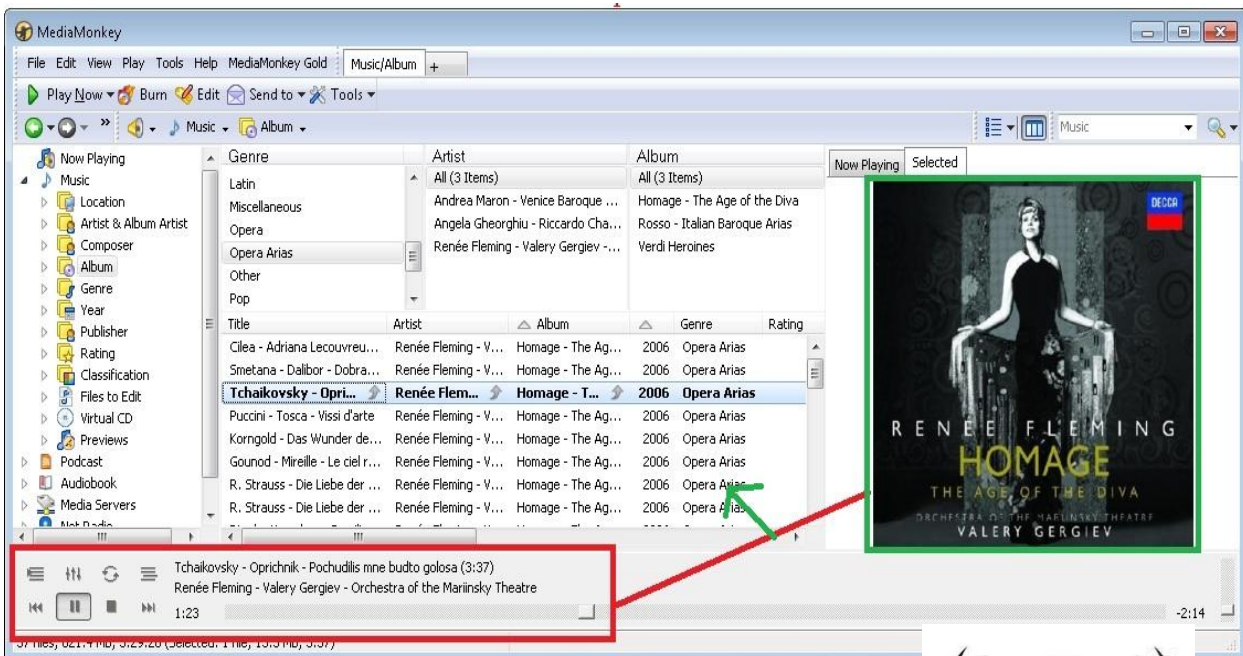 MediaMonkey
File Edit View Play Tools Help MediaMonkey Gold Music/Album +
Play Now Burn Edit Send to Tools
» Music Album Music
Now Playing
Music
Location
Artist & Album Artist
Composer
Album
Genre
Year
Publisher
Rating
Classification
Files to Edit
Virtual CD
Previews
Podcast
Audiobook
Media Servers
Net Radio
Genre
Latin
Miscellaneous
Opera
Opera Arias
Other
Pop
Artist
All (3 Items)
Andrea Maron - Venice Baroque ...
Angela Gheorghiu - Riccardo Cha...
Renée Fleming - Valery Gergiev -...
Album
All (3 Items)
Homage - The Age of the Diva
Rosso - Italian Baroque Arias
Verdi Heroines
Title Artist Album Genre Rating
Cilea - Adriana Lecouvreu... Renée Fleming - V... Homage - The Ag... 2006 Opera Arias
Smetana - Dalibor - Dobra... Renée Fleming - V... Homage - The Ag... 2006 Opera Arias
Tchaikovsky - Opri... Renée Flem... Homage - T... 2006 Opera Arias
Puccini - Tosca - Vissi d'arte Renée Fleming - V... Homage - The Ag... 2006 Opera Arias
Korngold - Das Wunder de... Renée Fleming - V... Homage - The Ag... 2006 Opera Arias
Gounod - Mireille - Le ciel r... Renée Fleming - V... Homage - The Ag... 2006 Opera Arias
R. Strauss - Die Liebe der ... Renée Fleming - V... Homage - The Ag... 2006 Opera Arias
R. Strauss - Die Liebe der ... Renée Fleming - V... Homage - The Ag... 2006 Opera Arias
Now Playing Selected
DECCA
RENÉE FLEMING
HOMAGE
THE AGE OF THE DIVA
ORCHESTRA OF THE MARIINSKY THEATRE
VALERY GERGIEV
Tchaikovsky - Oprichnik - Pochudilis mne budto golosa (3:37)
Renée Fleming - Valery Gergiev - Orchestra of the Mariinsky Theatre
1:23 -2:14